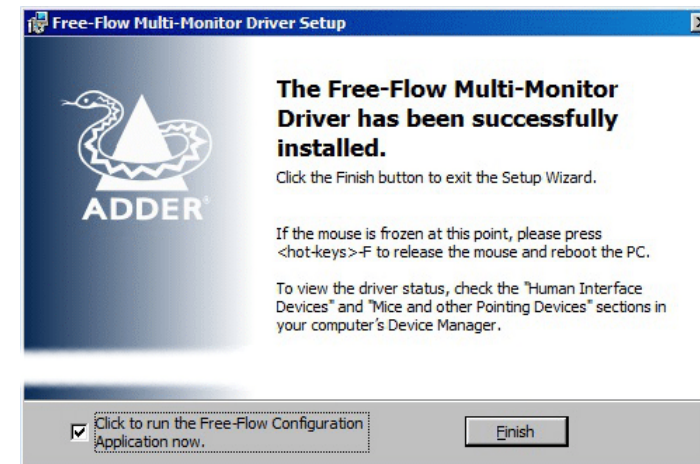 Free-Flow Multi-Monitor Driver Setup
The Free-Flow Multi-Monitor
Driver has been successfully
installed.
Click the Finish button to exit the Setup Wizard.
ADDER®
If the mouse is frozen at this point, please press
<hot-keys>-F to release the mouse and reboot the PC.
To view the driver status, check the "Human Interface
Devices" and "Mice and other Pointing Devices" sections in
your computer's Device Manager.
Click to run the Free-Flow Configuration
Application now.
Finish